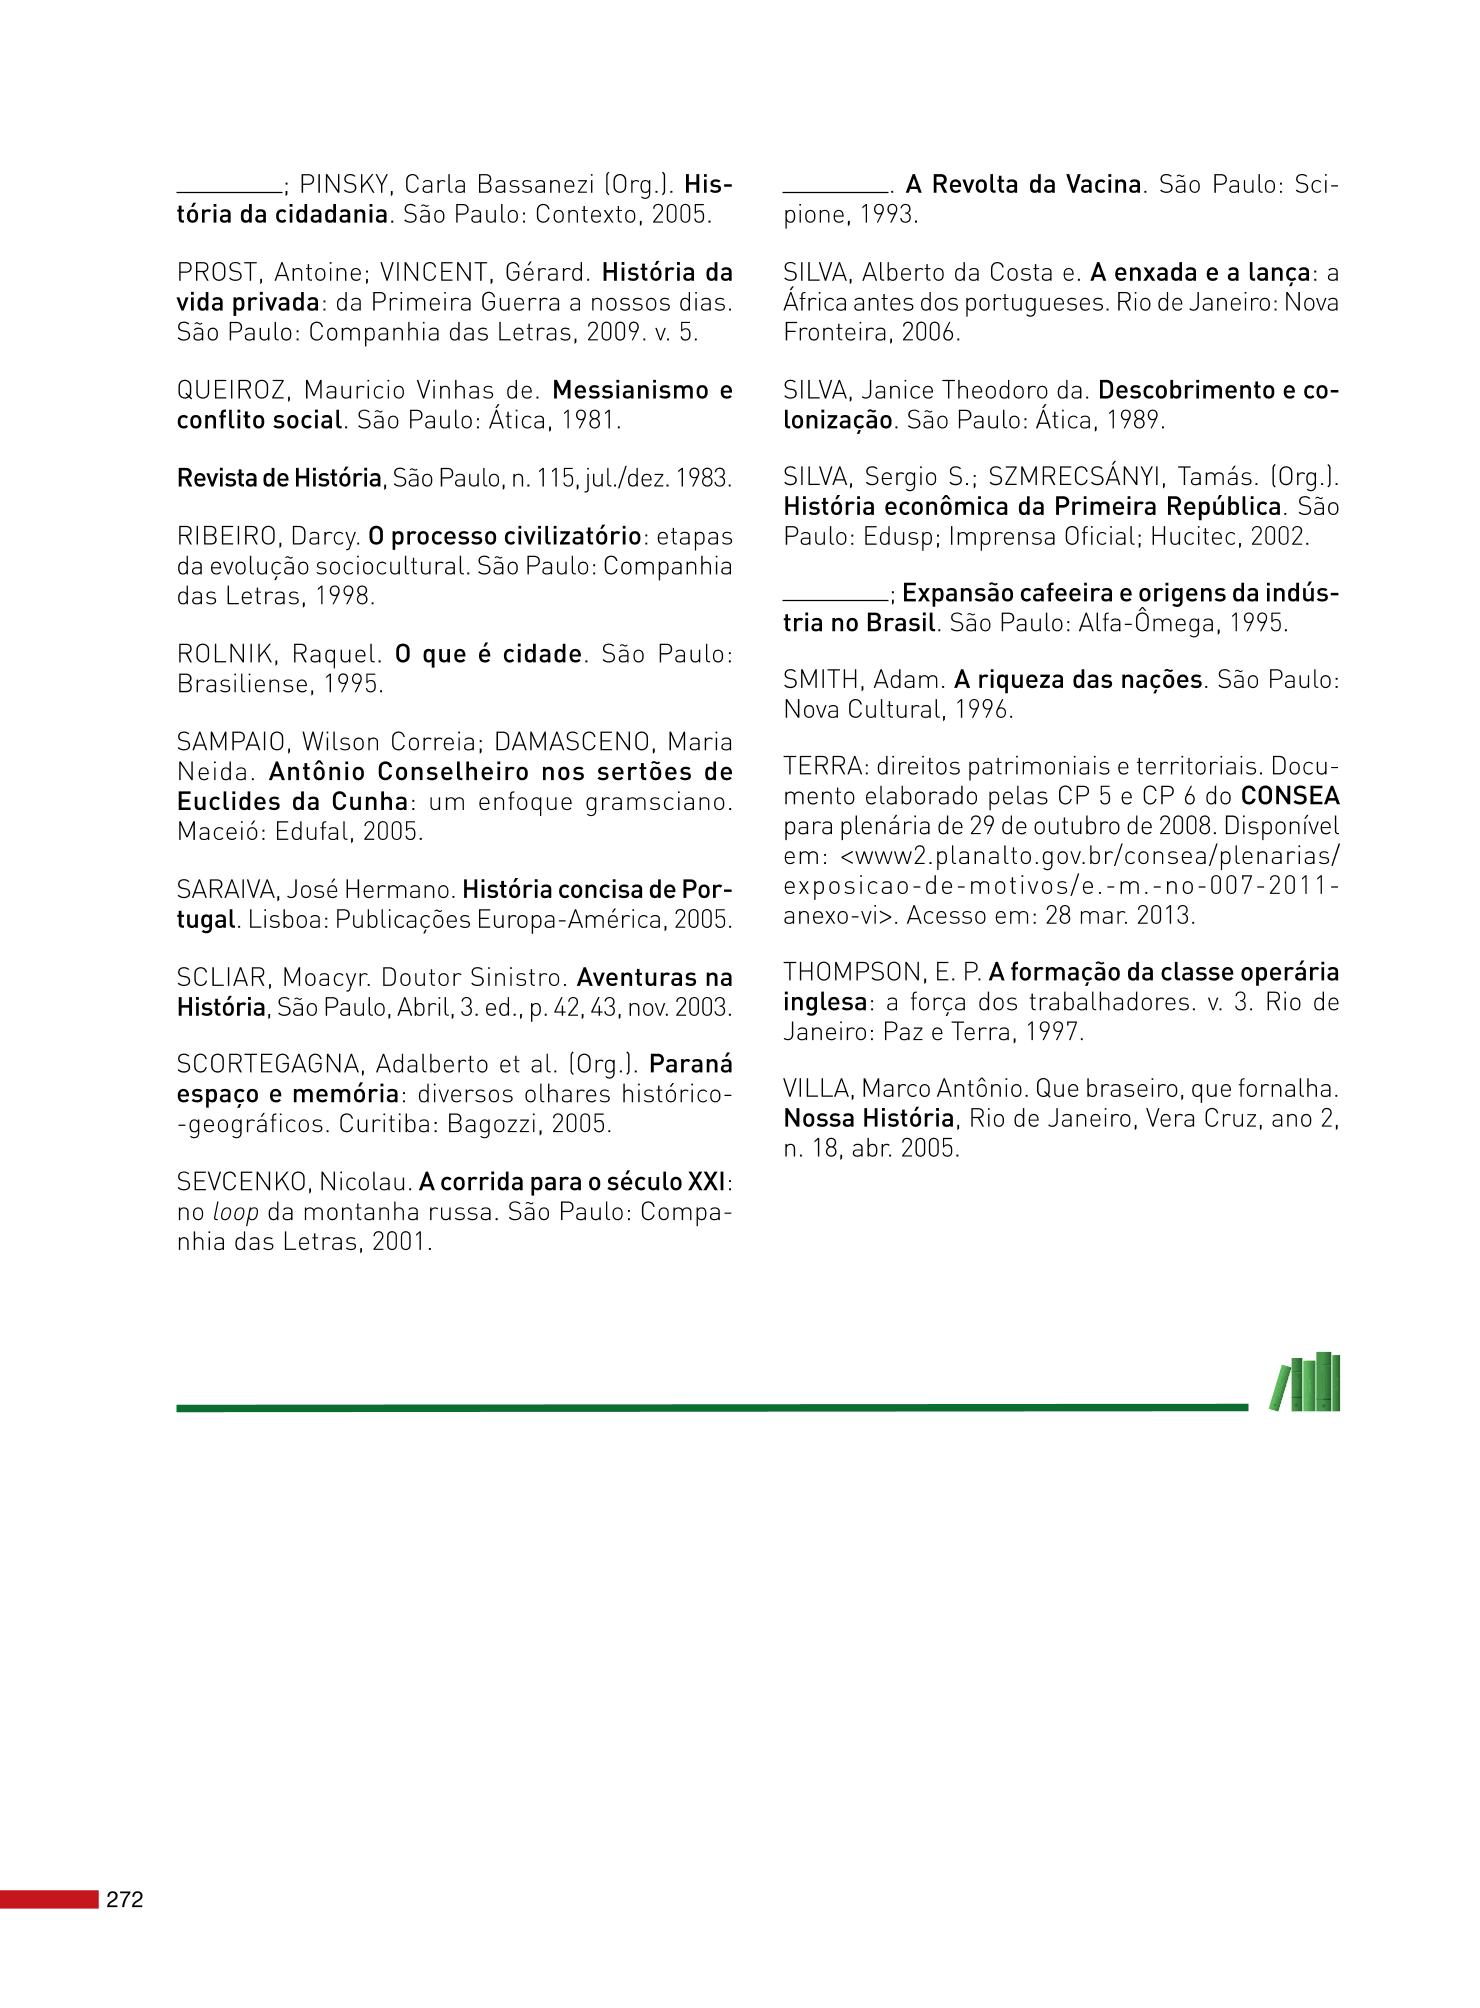 ________; PINSKY, Carla Bassanezi (Org.). His-
tória da cidadania. São Paulo: Contexto, 2005.
PROST, Antoine; VINCENT, Gérard. História da
vida privada: da Primeira Guerra a nossos dias.
São Paulo: Companhia das Letras, 2009. v. 5.
QUEIROZ, Mauricio Vinhas de. Messianismo e
conflito social. São Paulo: Ática, 1981.
Revista de História, São Paulo, n. 115, jul./dez. 1983.
RIBEIRO, Darcy. O processo civilizatório: etapas
da evolução sociocultural. São Paulo: Companhia
das Letras, 1998.
ROLNIK, Raquel. O que é cidade. São Paulo:
Brasiliense, 1995.
SAMPAIO, Wilson Correia; DAMASCENO, Maria
Neida. Antônio Conselheiro nos sertões de
Euclides da Cunha: um enfoque gramsciano.
Maceió: Edufal, 2005.
SARAIVA, José Hermano. História concisa de Por-
tugal. Lisboa: Publicações Europa-América, 2005.
SCLIAR, Moacyr. Doutor Sinistro. Aventuras na
História, São Paulo, Abril, 3. ed., p. 42, 43, nov. 2003.
SCORTEGAGNA, Adalberto et al. (Org.). Paraná
espaço e memória: diversos olhares histórico-
-geográficos. Curitiba: Bagozzi, 2005.
SEVCENKO, Nicolau. A corrida para o século XXI:
no loop da montanha russa. São Paulo: Compa-
nhia das Letras, 2001.
________. A Revolta da Vacina. São Paulo: Sci-
pione, 1993.
SILVA, Alberto da Costa e. A enxada e a lança: a
África antes dos portugueses. Rio de Janeiro: Nova
Fronteira, 2006.
SILVA, Janice Theodoro da. Descobrimento e co-
lonização. São Paulo: Ática, 1989.
SILVA, Sergio S.; SZMRECSÁNYI, Tamás. (Org.).
História econômica da Primeira República. São
Paulo: Edusp; Imprensa Oficial; Hucitec, 2002.
________; Expansão cafeeira e origens da indús-
tria no Brasil. São Paulo: Alfa-Ômega, 1995.
SMITH, Adam. A riqueza das nações. São Paulo:
Nova Cultural, 1996.
TERRA: direitos patrimoniais e territoriais. Docu-
mento elaborado pelas CP 5 e CP 6 do CONSEA
para plenária de 29 de outubro de 2008. Disponível
em: <www2.planalto.gov.br/consea/plenarias/
exposicao-de-motivos/e.-m.-no-007-2011-
anexo-vi>. Acesso em: 28 mar. 2013.
THOMPSON, E. P. A formação da classe operária
inglesa: a força dos trabalhadores. v. 3. Rio de
Janeiro: Paz e Terra, 1997.
VILLA, Marco Antônio. Que braseiro, que fornalha.
Nossa História, Rio de Janeiro, Vera Cruz, ano 2,
n. 18, abr. 2005.
272